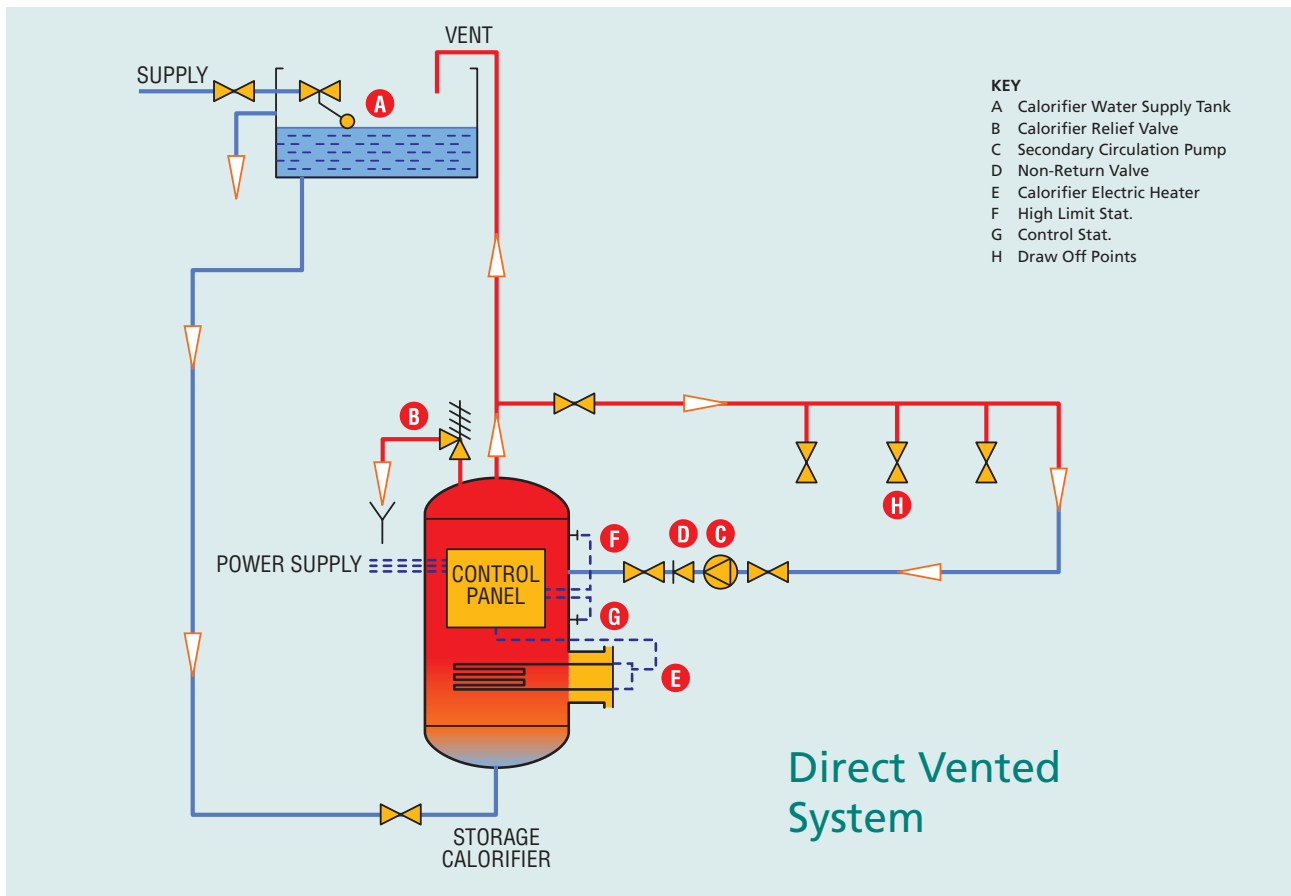 VENT
SUPPLY
A
KEY
A Calorifier Water Supply Tank
B Calorifier Relief Valve
C Secondary Circulation Pump
D Non-Return Valve
E Calorifier Electric Heater
F High Limit Stat.
G Control Stat.
H Draw Off Points
B
H
F
D
C
POWER SUPPLY
CONTROL
PANEL
G
E
Direct Vented
System
STORAGE
CALORIFIER